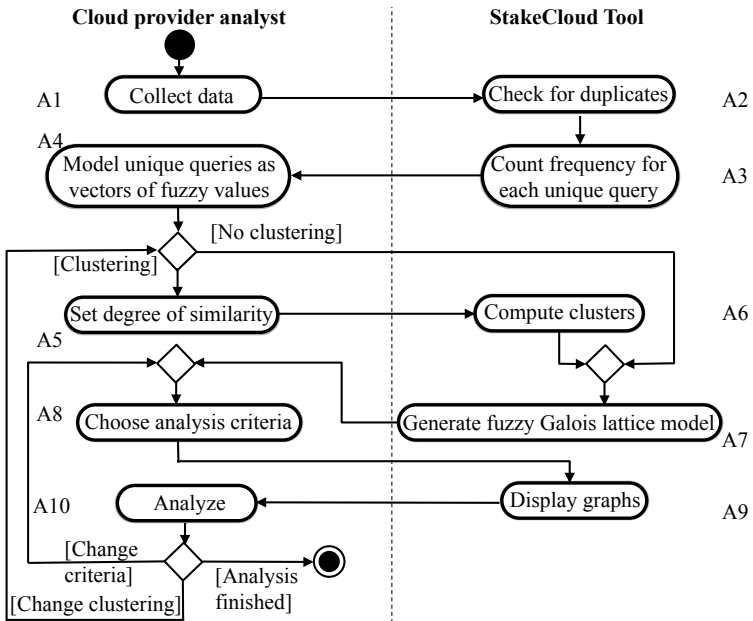 Cloud provider analyst
StakeCloud Tool
A1
Collect data
Check for duplicates
A2
A4
Model unique queries as
vectors of fuzzy values
Count frequency for
each unique query
A3
[No clustering]
[Clustering]
Set degree of similarity
Compute clusters
A6
A5
A8
Choose analysis criteria
Generate fuzzy Galois lattice model
A7
A10
Analyze
Display graphs
A9
[Change
criteria]
[Analysis
finished]
[Change clustering]